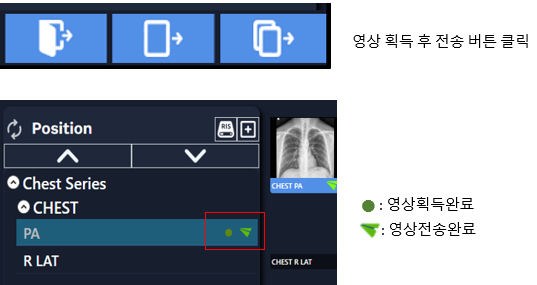 영상 획득 후 전송 버튼 클릭
Position
RIS
Chest Series
CHEST
PA
R LAT
CHEST PA
CHEST R LAT
: 영상획득완료
: 영상전송완료